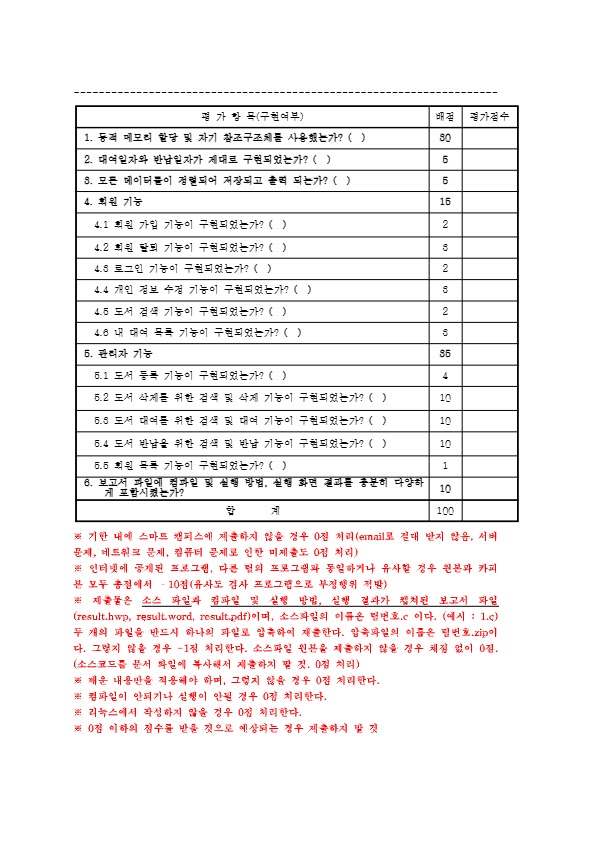 평 가 항 목(구현여부) 배점 평가점수
1. 동적 메모리 할당 및 자기 참조구조체를 사용했는가? ( ) 30
2. 대여일자와 반납일자가 제대로 구현되었는가? ( ) 5
3. 모든 데이터들이 정렬되어 저장되고 출력 되는가? ( ) 5
4. 회원 기능 15
4.1 회원 가입 기능이 구현되었는가? ( ) 2
4.2 회원 탈퇴 기능이 구현되었는가? ( ) 3
4.3 로그인 기능이 구현되었는가? ( ) 2
4.4 개인 정보 수정 기능이 구현되었는가? ( ) 3
4.5 도서 검색 기능이 구현되었는가? ( ) 2
4.6 내 대여 목록 기능이 구현되었는가? ( ) 3
5. 관리자 기능 35
5.1 도서 등록 기능이 구현되었는가? ( ) 4
5.2 도서 삭제를 위한 검색 및 삭제 기능이 구현되었는가? ( ) 10
5.3 도서 대여를 위한 검색 및 대여 기능이 구현되었는가? ( ) 10
5.4 도서 반납을 위한 검색 및 반납 기능이 구현되었는가? ( ) 10
5.5 회원 목록 기능이 구현되었는가? ( ) 1
6. 보고서 파일에 컴파일 및 실행 방법, 실행 화면 결과를 충분히 다양하
게 포함시켰는가? 10
합 계 100
※ 기한 내에 스마트 캠퍼스에 제출하지 않을 경우 0점 처리(email로 절대 받지 않음, 서버
문제, 네트워크 문제, 컴퓨터 문제로 인한 미제출도 0점 처리)
※ 인터넷에 공개된 프로그램, 다른 팀의 프로그램과 동일하거나 유사할 경우 원본과 카피
본 모두 총점에서 -10점(유사도 검사 프로그램으로 부정행위 적발)
※ 제출물은 소스 파일과 컴파일 및 실행 방법, 실행 결과가 캡처된 보고서 파일
(result.hwp, result.word, result.pdf)이며, 소스파일의 이름은 팀번호.c 이다. (예시 : 1.c)
두 개의 파일을 반드시 하나의 파일로 압축하여 제출한다. 압축파일의 이름은 팀번호.zip이
다. 그렇지 않을 경우 -1점 처리한다. 소스파일 원본을 제출하지 않을 경우 채점 없이 0점.
(소스코드를 문서 파일에 복사해서 제출하지 말 것. 0점 처리)
※ 배운 내용만을 적용해야 하며, 그렇지 않을 경우 0점 처리한다.
※ 컴파일이 안되거나 실행이 안될 경우 0점 처리한다.
※ 리눅스에서 작성하지 않을 경우 0점 처리한다.
※ 0점 이하의 점수를 받을 것으로 예상되는 경우 제출하지 말 것